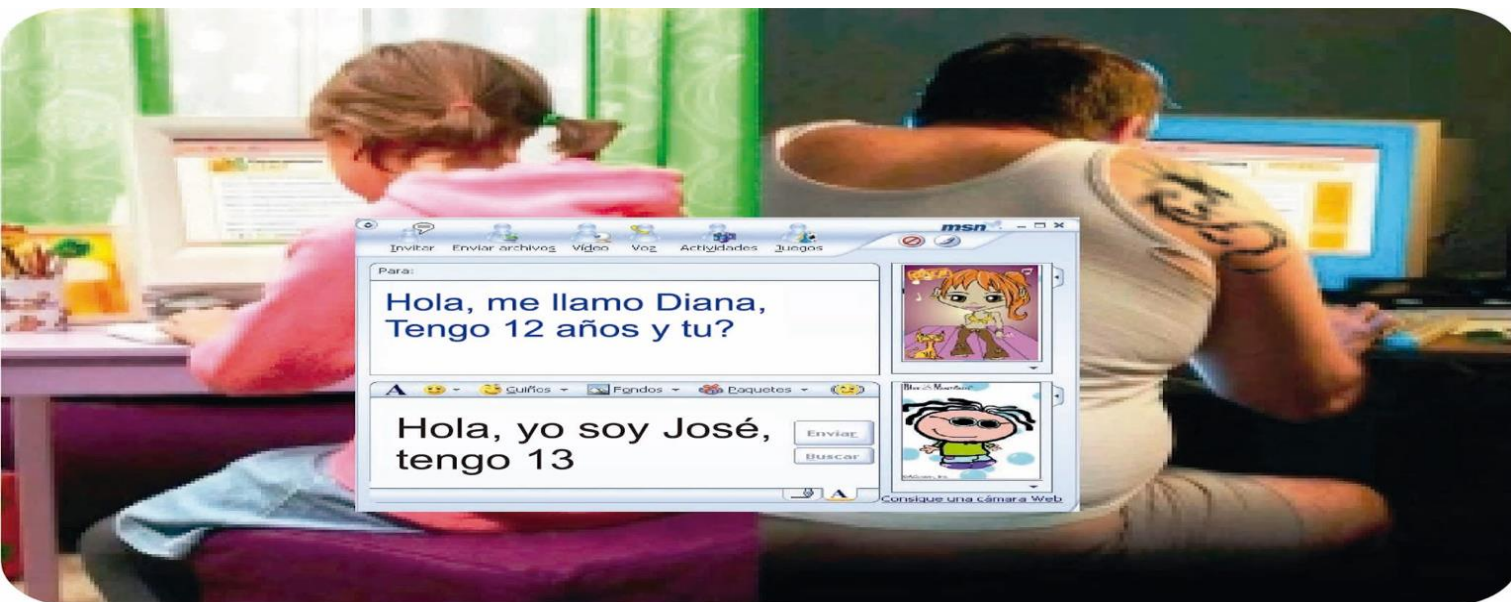 msn
Invitar Enviar archivos Vídeo Voz Actividades Juegos
Para:
Hola, me llamo Diana,
Tengo 12 años y tu?
A Guiños Fondos Paquetes
Hola, yo soy José,
tengo 13
Enviar
Buscar
A
Consigue una cámara Web